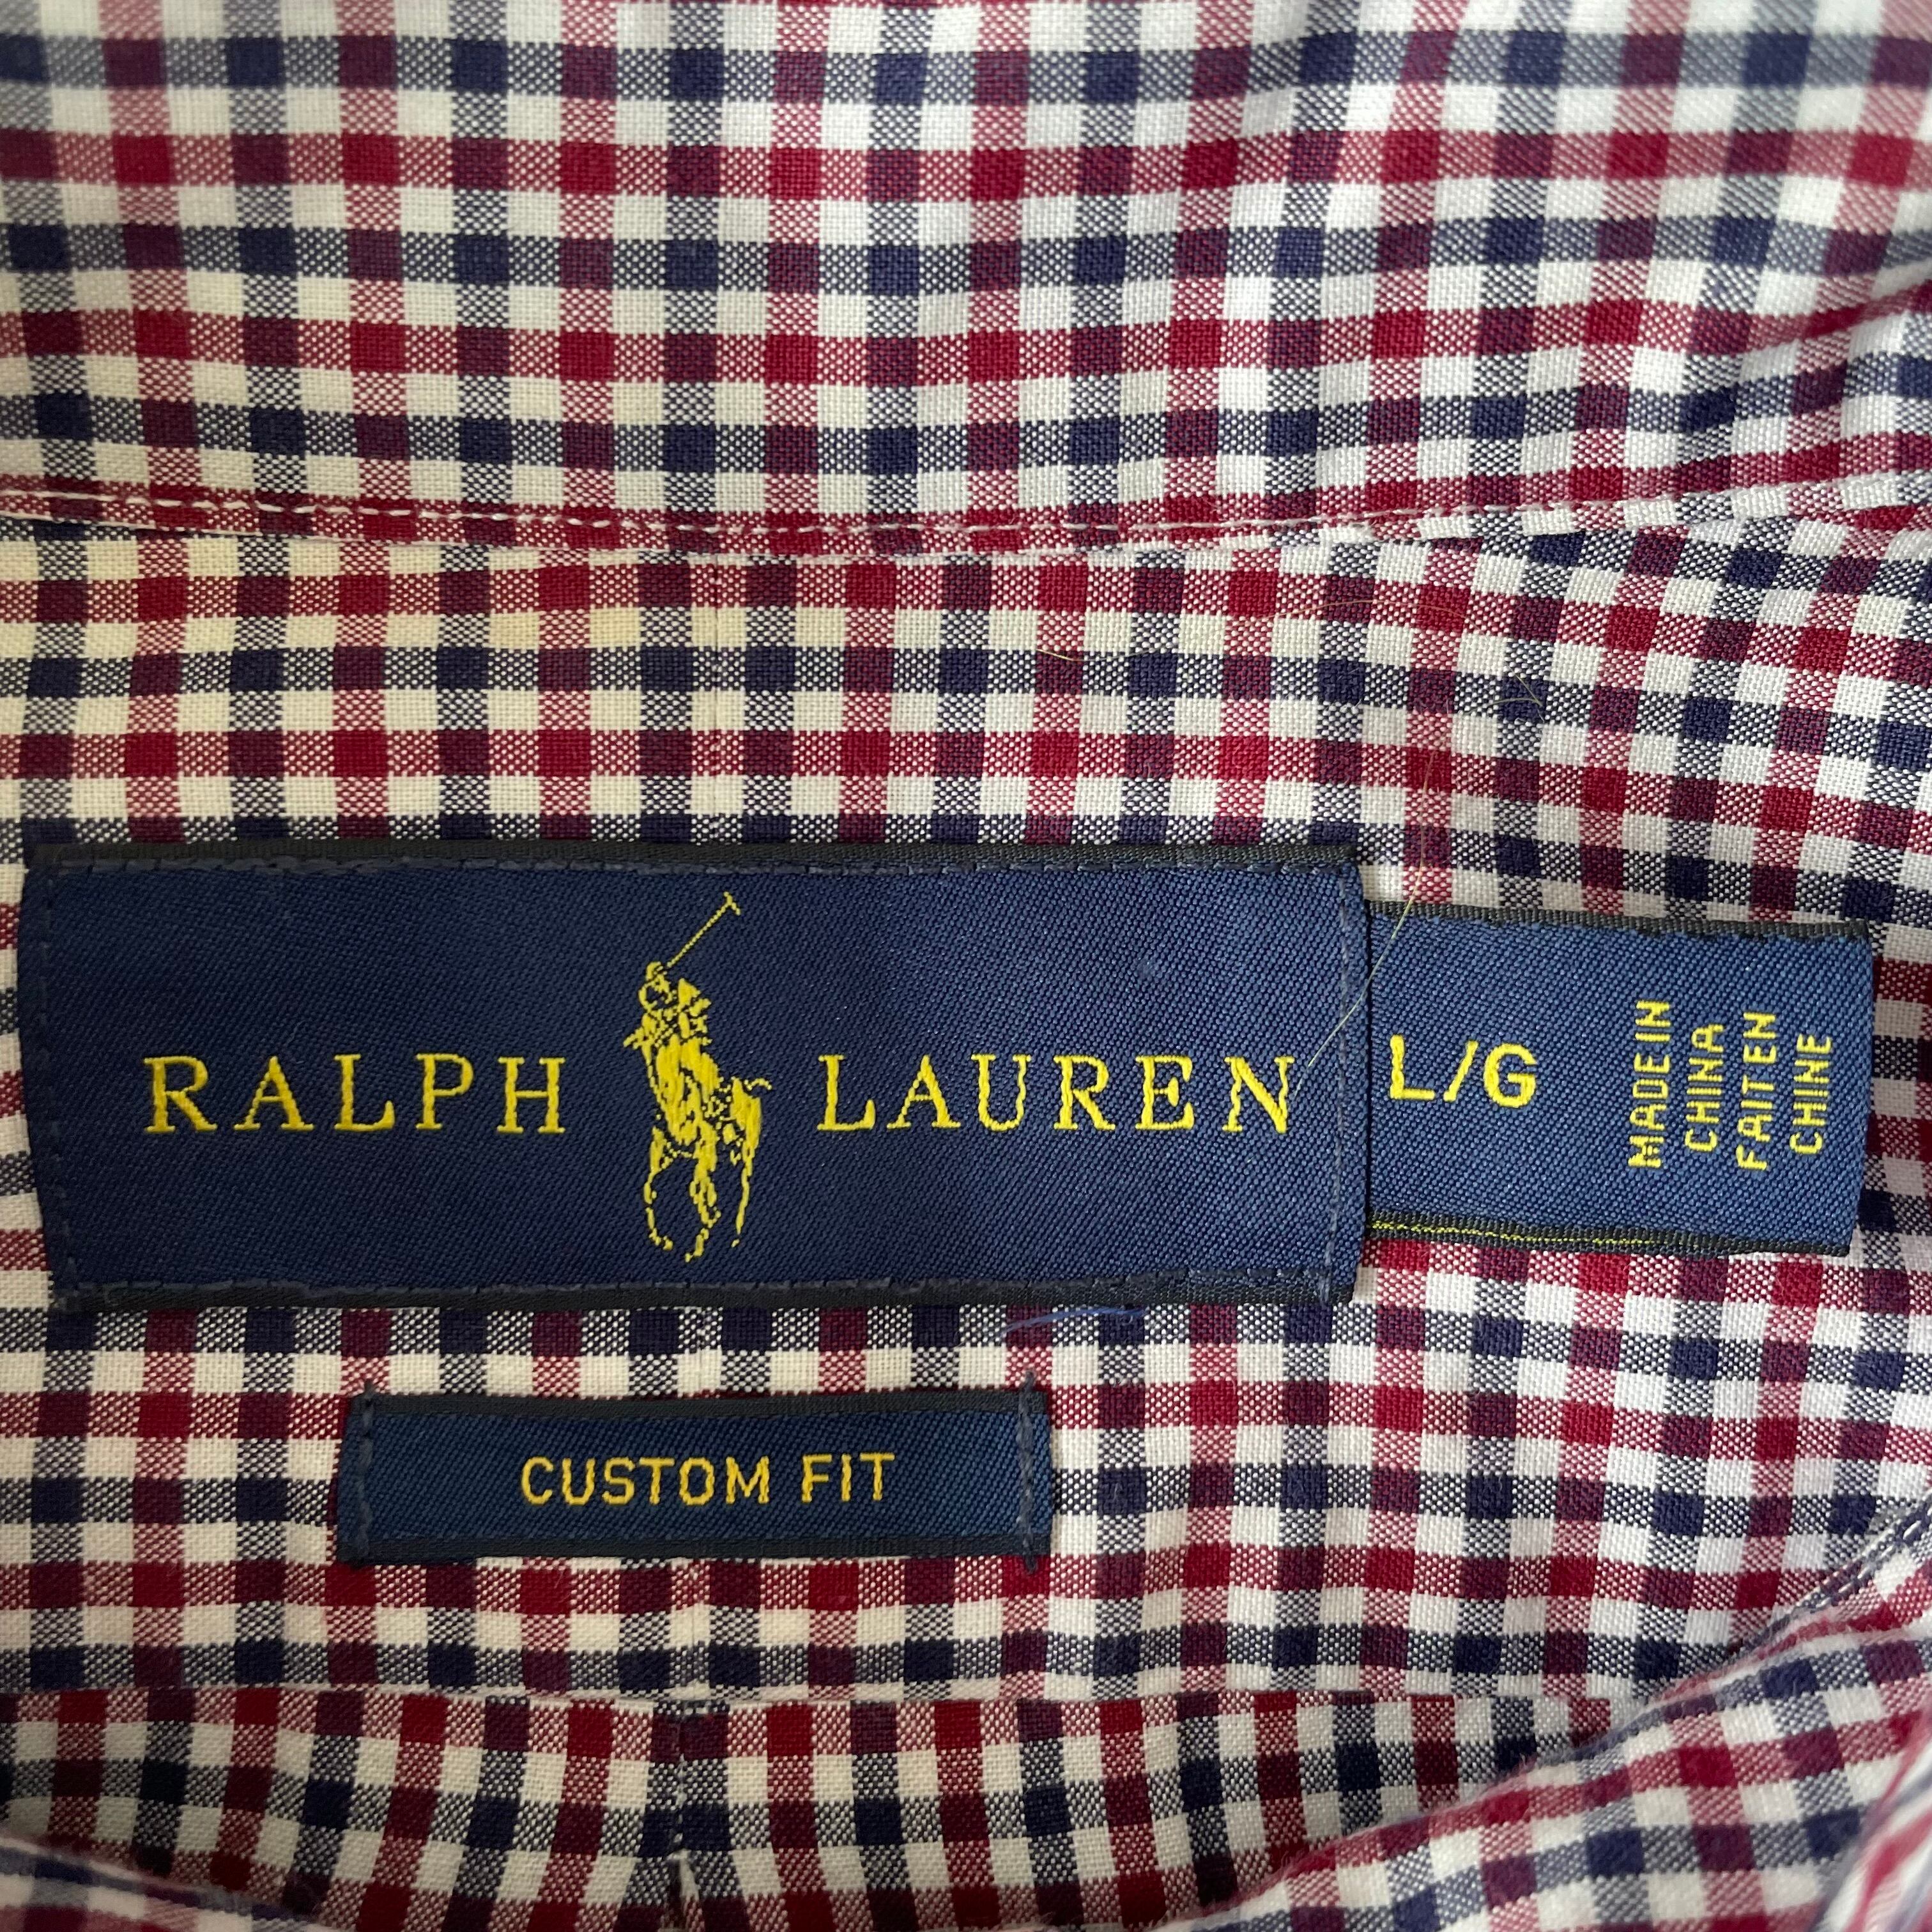 RALPH LAUREN
L/G
MADE IN
CHINA
FAIT EN
CHINE
CUSTOM FIT